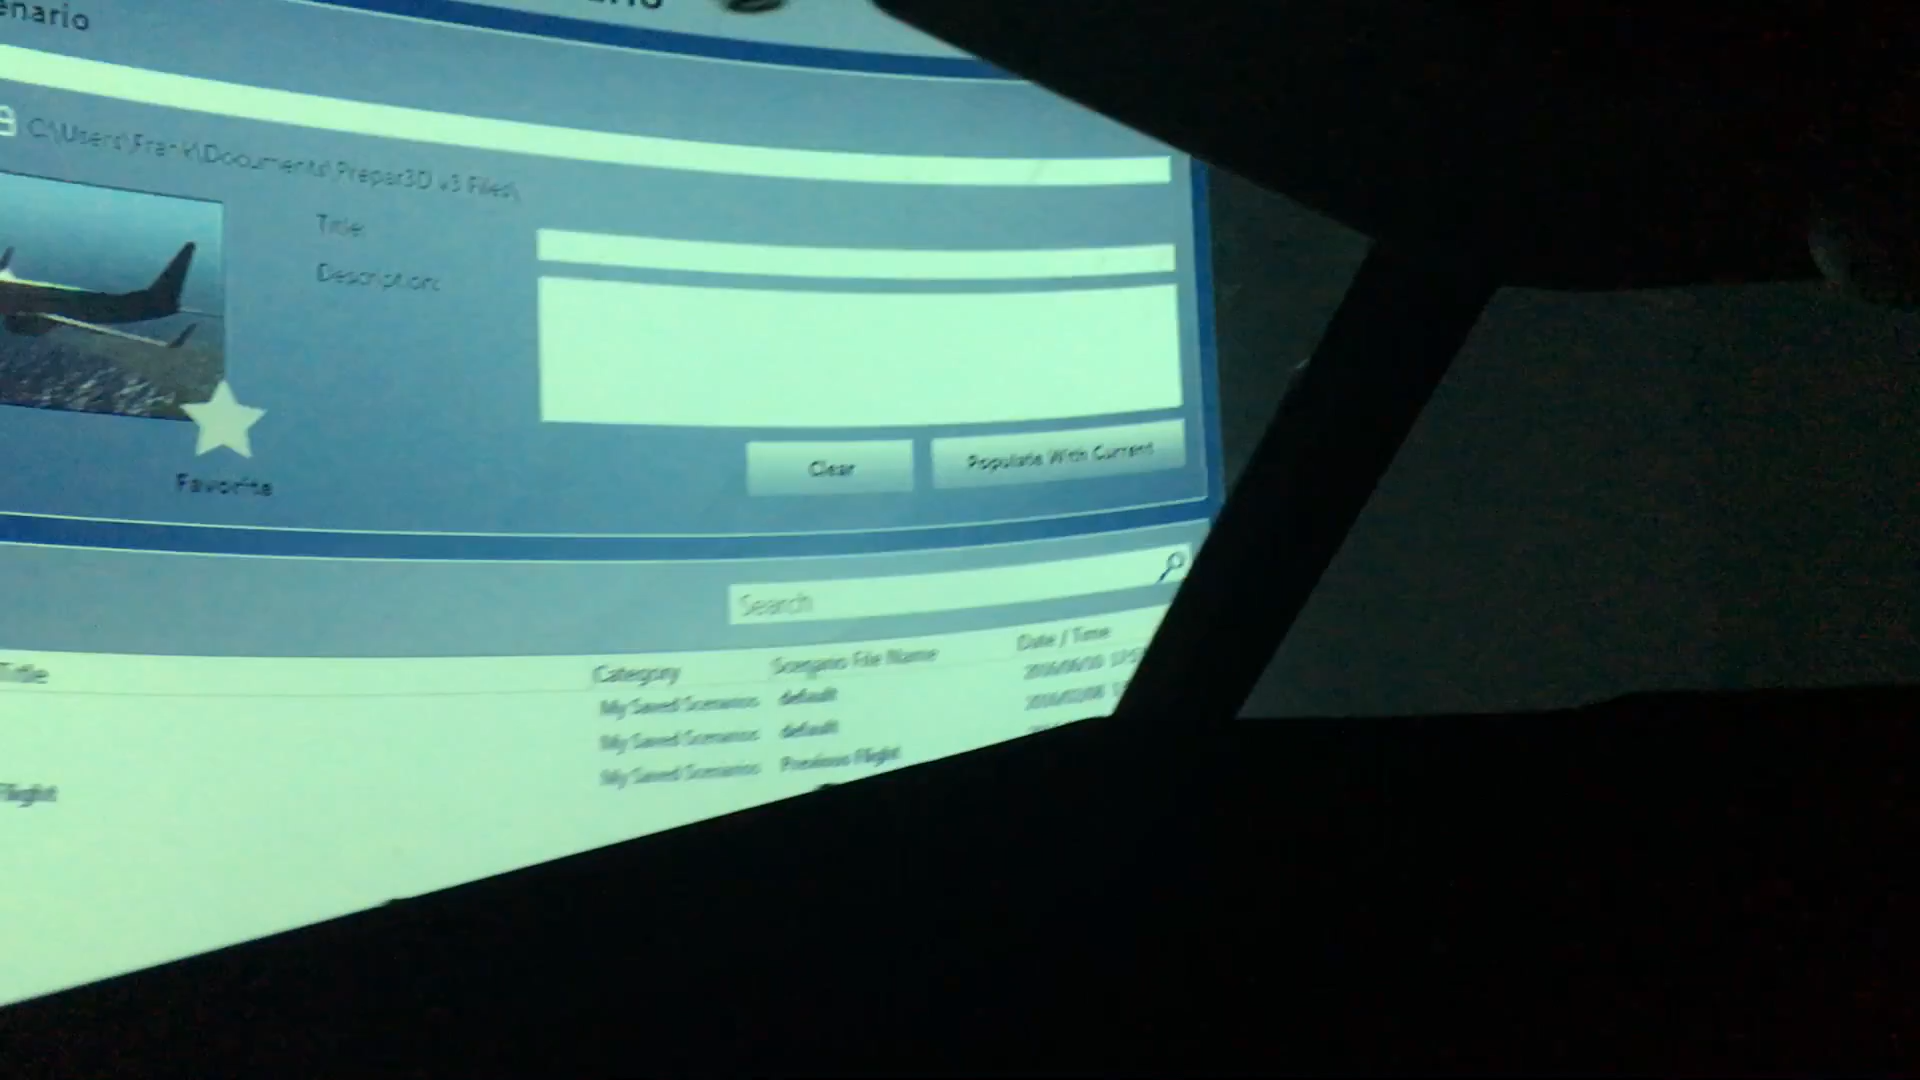 enario
C:\Users\Frank\Documents\Prepar3D v3 Files\
Title:
Description:
Clear
Populate With Current
Favorite
Search
Title
Category
Scenario File Name
Date / Time
My Saved Scenarios default
My Saved Scenarios default
My Saved Scenarios Previous Flight
Flight